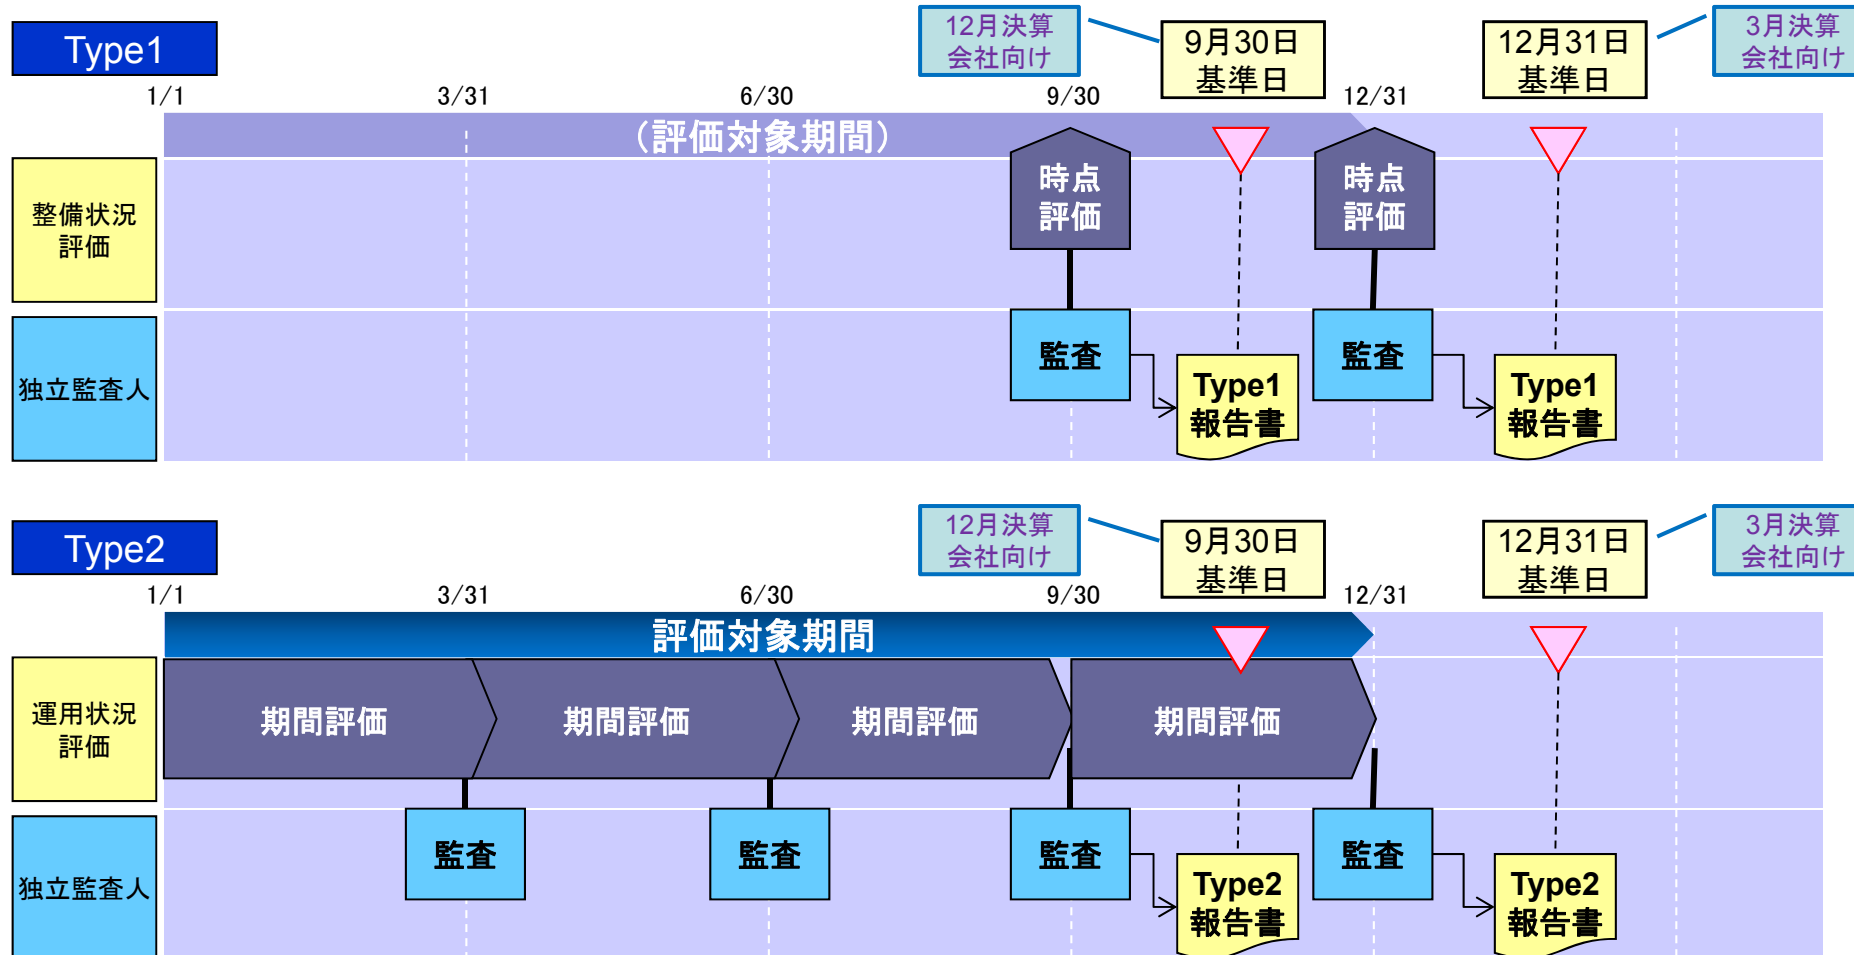 Type1
12月決算
会社向け
9月30日
基準日
12月31日
基準日
3月決算
会社向け
1/1
3/31
6/30
9/30
12/31
（評価対象期間）
整備状況
評価
時点
評価
時点
評価
独立監査人
監査
Type1
報告書
監査
Type1
報告書
Type2
12月決算
会社向け
9月30日
基準日
12月31日
基準日
3月決算
会社向け
1/1
3/31
6/30
9/30
12/31
評価対象期間
運用状況
評価
期間評価
期間評価
期間評価
期間評価
独立監査人
監査
監査
監査
Type2
報告書
監査
Type2
報告書